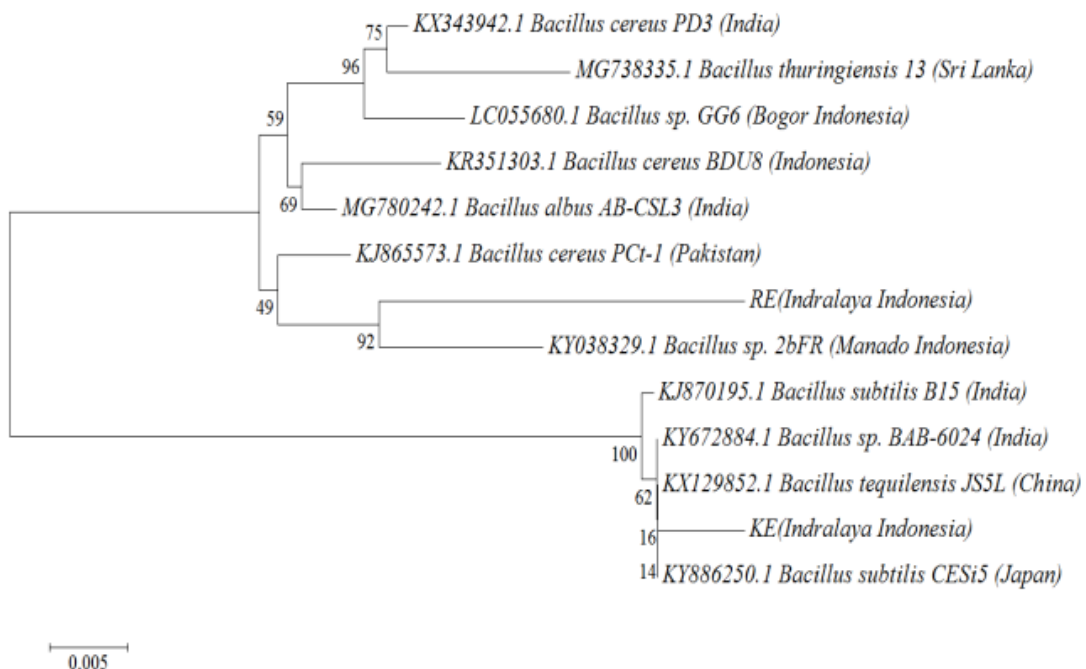 75
KX343942.1 Bacillus cereus PD3 (India)
96
MG738335.1 Bacillus thuringiensis 13 (Sri Lanka)
59
LC055680.1 Bacillus sp. GG6 (Bogor Indonesia)
KR351303.1 Bacillus cereus BDU8 (Indonesia)
69
MG780242.1 Bacillus albus AB-CSL3 (India)
KJ865573.1 Bacillus cereus PCt-1 (Pakistan)
49
RE(Indralaya Indonesia)
92
KY038329.1 Bacillus sp. 2bFR (Manado Indonesia)
KJ870195.1 Bacillus subtilis B15 (India)
100
KY672884.1 Bacillus sp. BAB-6024 (India)
62
KX129852.1 Bacillus tequilensis JS5L (China)
16
KE(Indralaya Indonesia)
14
KY886250.1 Bacillus subtilis CESi5 (Japan)
0.005